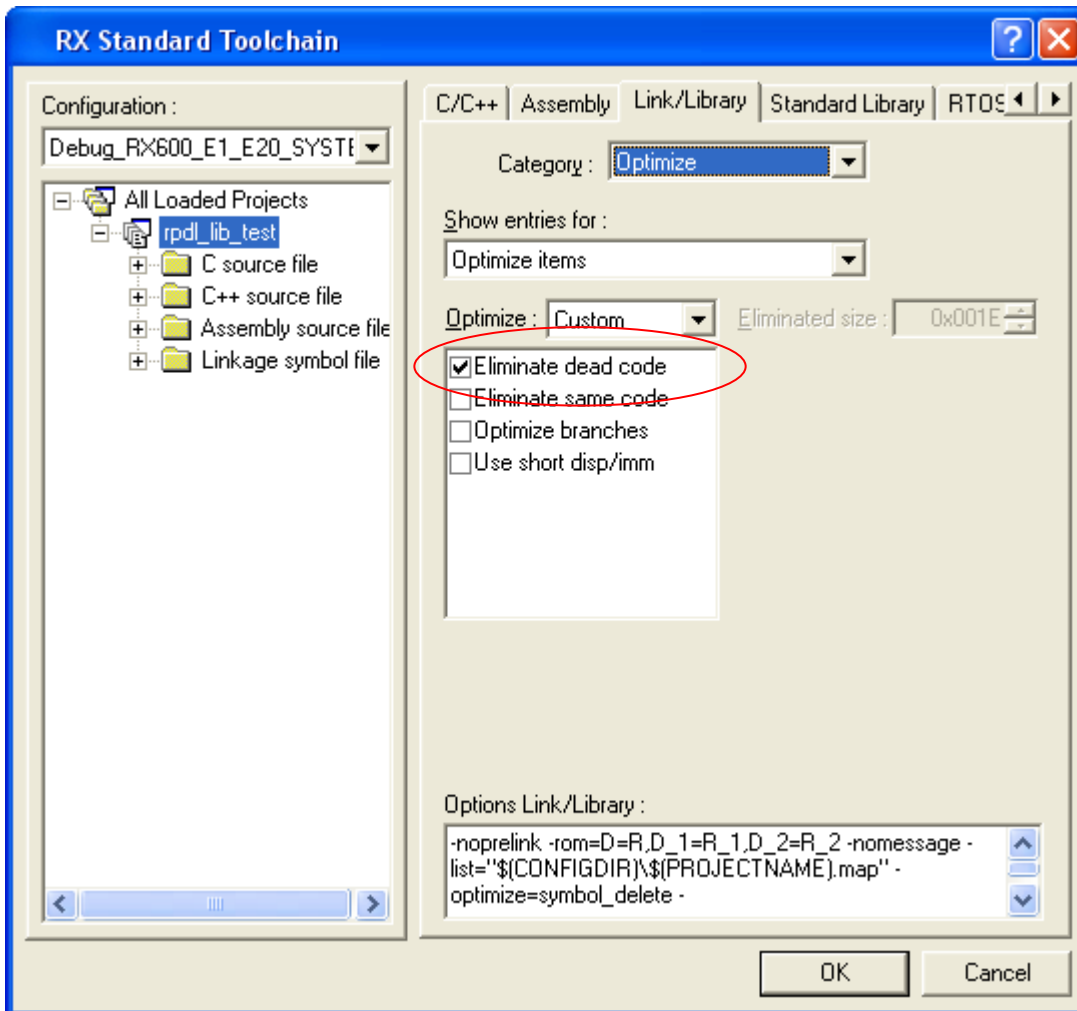 RX Standard Toolchain
Configuration :
Debug_RX600_E1_E20_SYSTE
All Loaded Projects
rpdl_lib_test
C source file
C++ source file
Assembly source file
Linkage symbol file
C/C++ Assembly Link/Library Standard Library RTOS
Category : Optimize
Show entries for :
Optimize items
Optimize : Custom Eliminated size : 0x001E
Eliminate dead code
Eliminate same code
Optimize branches
Use short disp/imm
Options Link/Library :
-noprelink -rom=D=R,D_1=R_1,D_2=R_2 -nomessage -
list="$(CONFIGDIR)\$(PROJECTNAME).map" -
optimize=symbol_delete -
OK Cancel